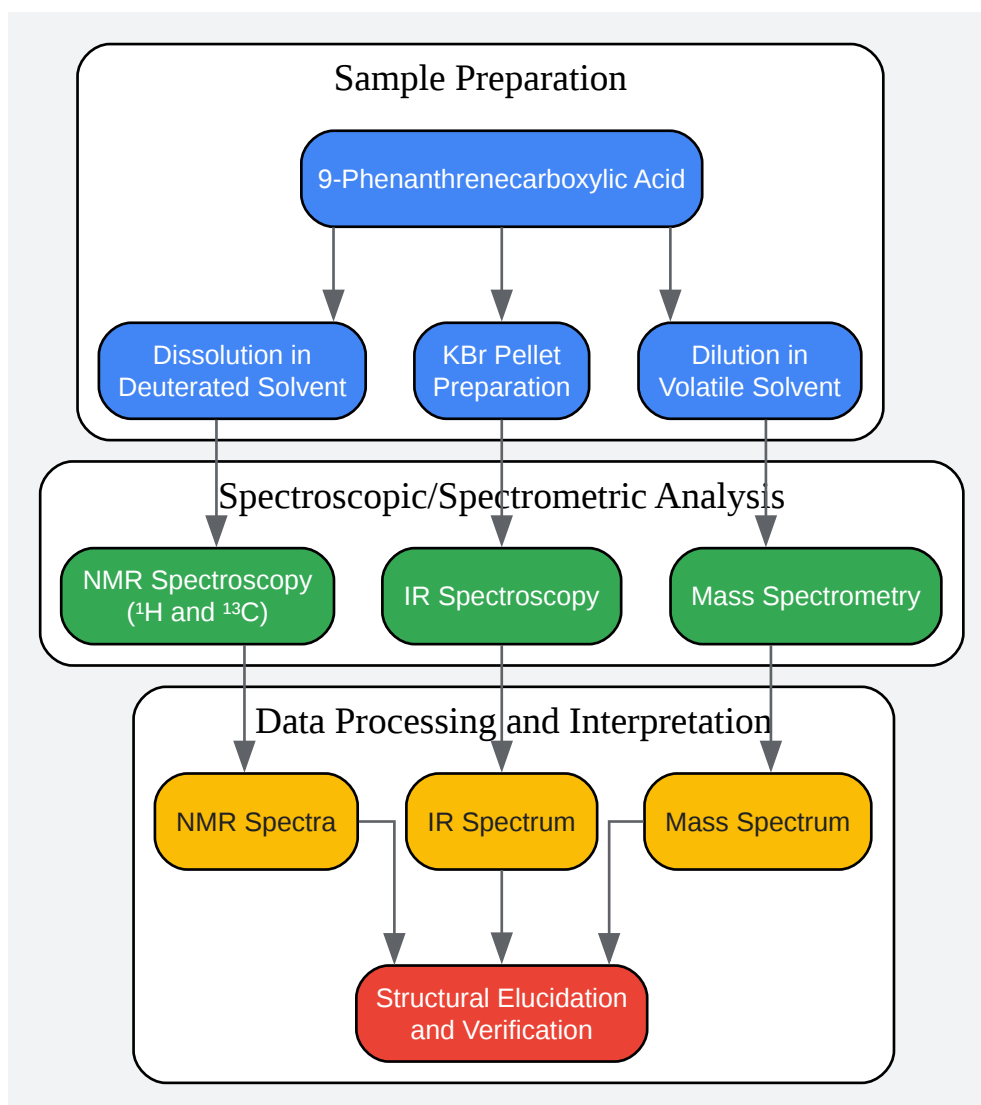 Sample Preparation
9-Phenanthrenecarboxylic Acid
Dissolution in
Deuterated Solvent
KBr Pellet
Preparation
Dilution in
Volatile Solvent
Spectroscopic/Spectrometric Analysis
NMR Spectroscopy
(¹H and ¹³C)
IR Spectroscopy
Mass Spectrometry
Data Processing and Interpretation
NMR Spectra
IR Spectrum
Mass Spectrum
Structural Elucidation
and Verification